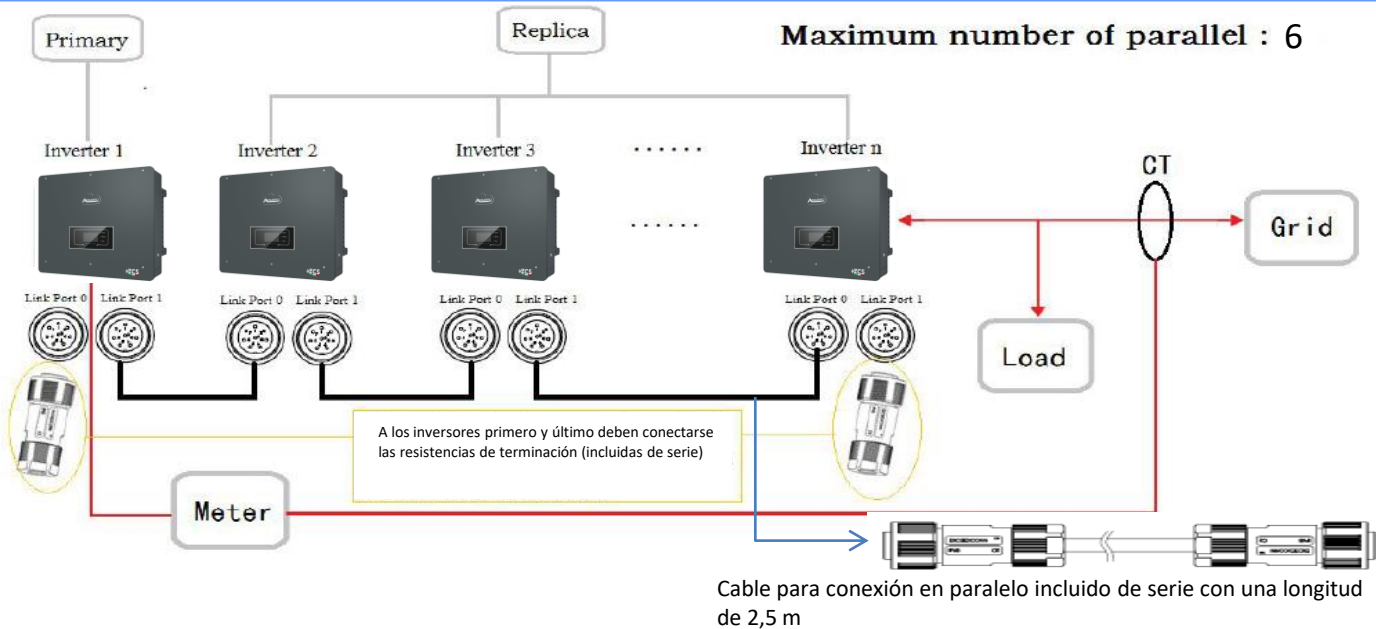 Primary
Replica
Maximum number of parallel : 6
Inverter 1
Inverter 2
Inverter 3
......
Inverter n
......
CT
Grid
Load
Link Port 0 Link Port 1
Link Port 0 Link Port 1
Link Port 0 Link Port 1
Link Port 0 Link Port 1
A los inversores primero y último deben conectarse
las resistencias de terminación (incluidas de serie)
Meter
Cable para conexión en paralelo incluido de serie con una longitud
de 2,5 m